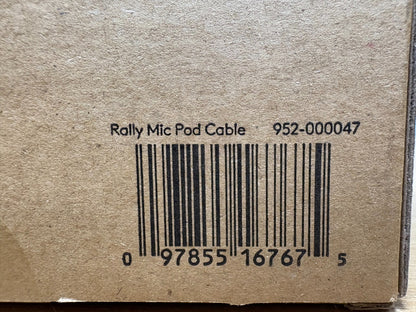 Rally Mic Pod Cable 952-000047
0 97855 16767 5